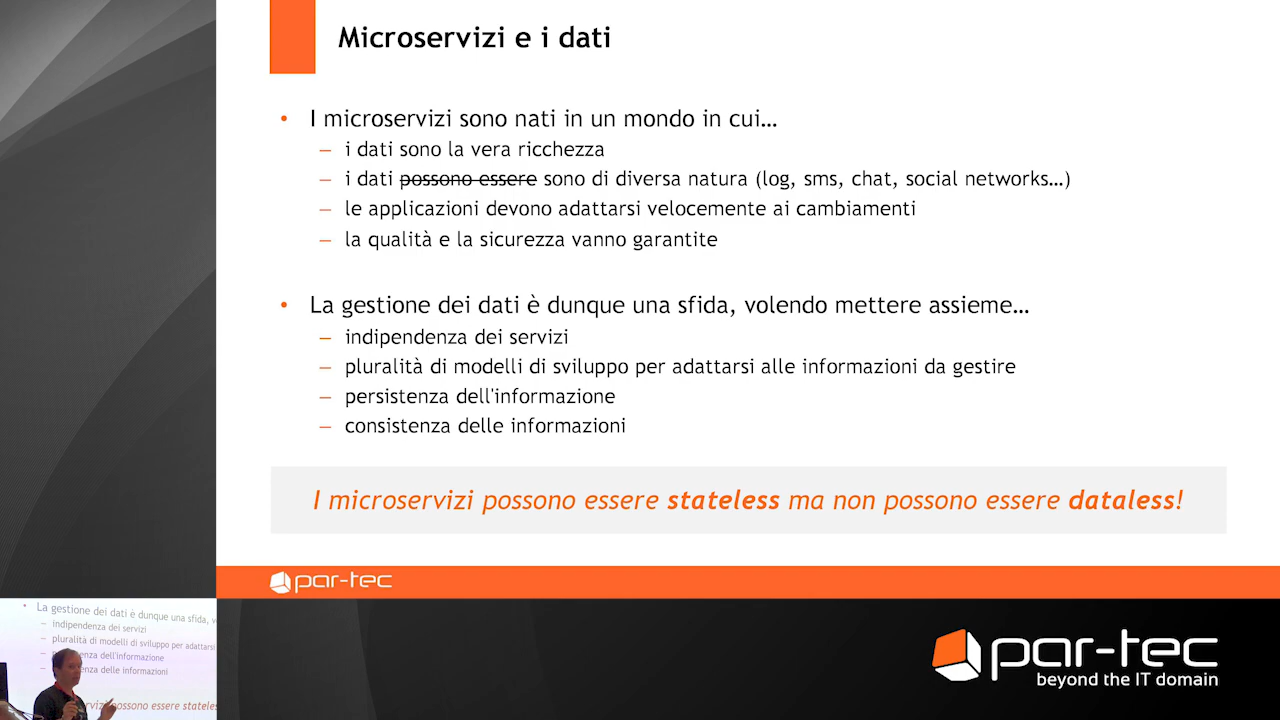 Microservizi e i dati
• I microservizi sono nati in un mondo in cui…
– i dati sono la vera ricchezza
– i dati possono essere sono di diversa natura (log, sms, chat, social networks…)
– le applicazioni devono adattarsi velocemente ai cambiamenti
– la qualità e la sicurezza vanno garantite
• La gestione dei dati è dunque una sfida, volendo mettere assieme…
– indipendenza dei servizi
– pluralità di modelli di sviluppo per adattarsi alle informazioni da gestire
– persistenza dell'informazione
– consistenza delle informazioni
I microservizi possono essere stateless ma non possono essere dataless!
par-tec
• La gestione dei dati è dunque una sfida, v
– indipendenza dei servizi
– pluralità di modelli di sviluppo per adattarsi
– enza dell'informazione
– enza delle informazioni
rvizi possono essere stateles
par-tec
beyond the IT domain